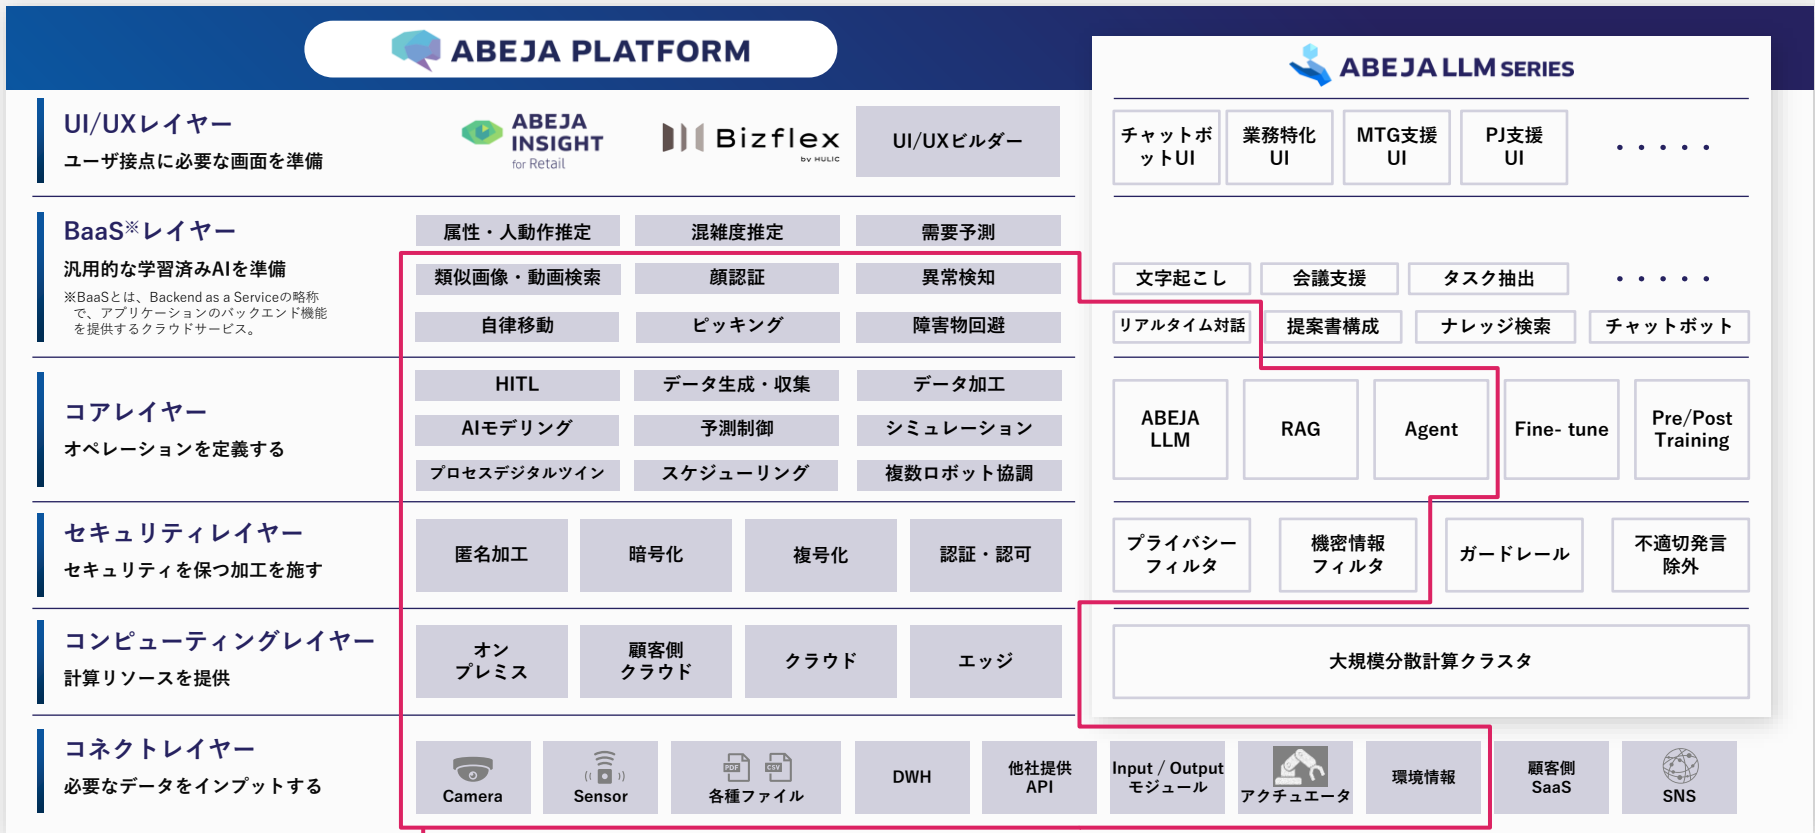 ABEJA PLATFORM
ABEJA LLM SERIES
UI/UXレイヤー
ユーザ接点に必要な画面を準備
ABEJA
INSIGHT
for Retail
Bizflex
by HULIC
UI/UXビルダー
チャットボ
ットUI
業務特化
UI
MTG支援
UI
PJ支援
UI
・・・・・
BaaS※レイヤー
汎用的な学習済みAIを準備
※BaaSとは、Backend as a Serviceの略称
で、アプリケーションのバックエンド機能
を提供するクラウドサービス。
属性・人動作推定
混雑度推定
需要予測
類似画像・動画検索
顔認証
異常検知
自律移動
ピッキング
障害物回避
文字起こし
会議支援
タスク抽出
・・・・・
リアルタイム対話
提案書構成
ナレッジ検索
チャットボット
コアレイヤー
オペレーションを定義する
HITL
データ生成・収集
データ加工
AIモデリング
予測制御
シミュレーション
プロセスデジタルツイン
スケジューリング
複数ロボット協調
ABEJA
LLM
RAG
Agent
Fine- tune
Pre/Post
Training
セキュリティレイヤー
セキュリティを保つ加工を施す
匿名加工
暗号化
複号化
認証・認可
プライバシー
フィルタ
機密情報
フィルタ
ガードレール
不適切発言
除外
コンピューティングレイヤー
計算リソースを提供
オン
プレミス
顧客側
クラウド
クラウド
エッジ
大規模分散計算クラスタ
コネクトレイヤー
必要なデータをインプットする
Camera
Sensor
PDF
CSV
各種ファイル
DWH
他社提供
API
Input / Output
モジュール
アクチュエータ
環境情報
顧客側
SaaS
SNS